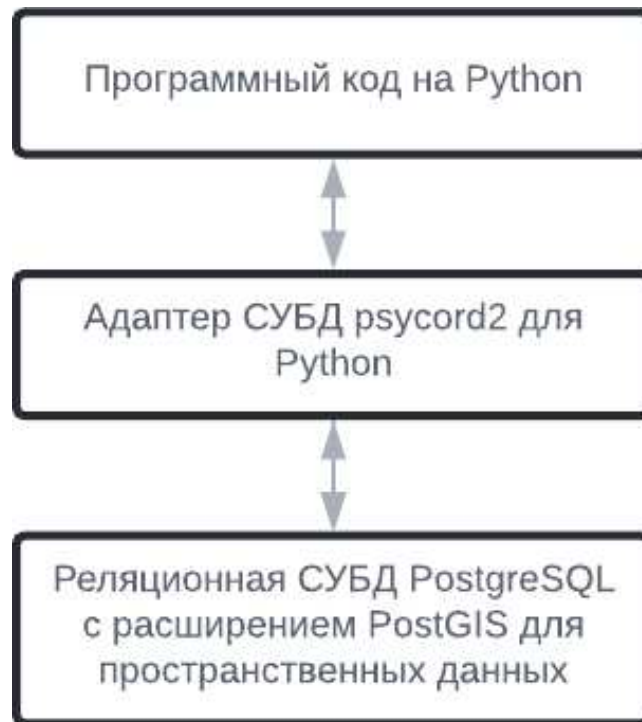 Программный код на Python
Адаптер СУБД psycord2 для
Python
Реляционная СУБД PostgreSQL
с расширением PostGIS для
пространственных данных